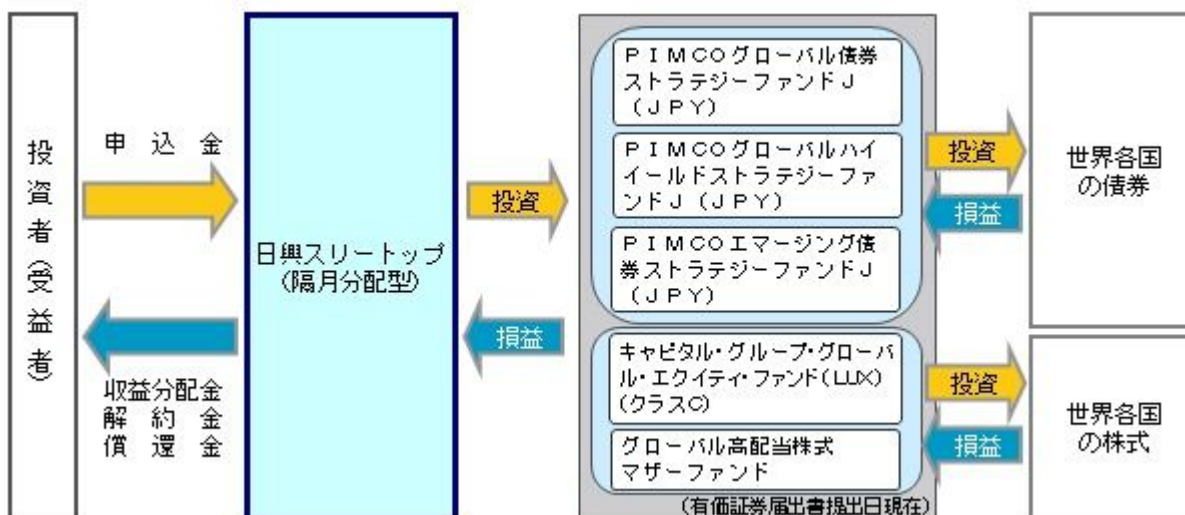 投資者(受益者)
申　込　金
収益分配金
解　約　金
償　還　金
日興スリートップ
(隔月分配型)
投資
損益
ＰＩＭＣＯグローバル債券
ストラテジーファンドＪ
（ＪＰＹ）
ＰＩＭＣＯグローバルハイ
イールドストラテジーファ
ンドＪ（ＪＰＹ）
ＰＩＭＣＯエマージング債
券ストラテジーファンドＪ
（ＪＰＹ）
キャピタル・グループ・グローバ
ル・エクイティ・ファンド(LUX)
(クラスC)
グローバル高配当株式
マザーファンド
(有価証券届出書提出日現在)
投資
損益
世界各国
の債券
投資
損益
世界各国
の株式